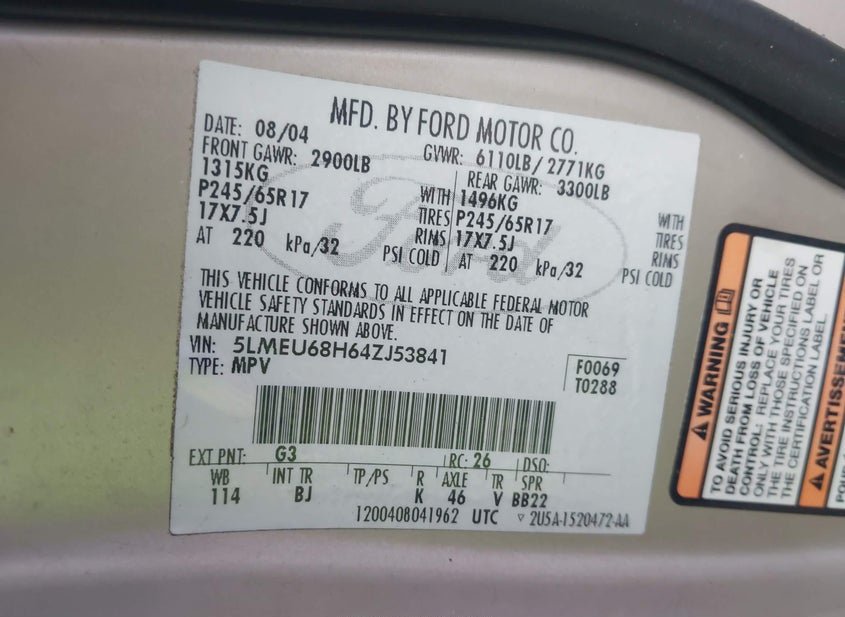 MFD. BY FORD MOTOR CO.
DATE: 08/04 GVWR: 6110LB/ 2771KG
FRONT GAWR: 2900LB REAR GAWR: 3300LB
1315KG WITH 1496KG WITH
P245/65R17 TIRES P245/65R17 TIRES
17X7.5J RIMS 17X7.5J RIMS
AT 220 kPa/32 PSI COLD AT 220 kPa/32 PSI COLD
THIS VEHICLE CONFORMS TO ALL APPLICABLE FEDERAL MOTOR
VEHICLE SAFETY STANDARDS IN EFFECT ON THE DATE OF
MANUFACTURE SHOWN ABOVE.
VIN: 5LMEU68H64ZJ53841
TYPE: MPV
F0069
T0288
EXT PNT: G3 RC: 26 DSO:
WB INT TR TP/PS R AXLE TR SPR
114 BJ K 46 V BB22
1200408041962 UTC ▽ 2U5A-1520472-AA
Ford
WARNING
TO AVOID SERIOUS INJURY OR
DEATH FROM LOSS OF VEHICLE
CONTROL: REPLACE YOUR TIRES
ONLY WITH THOSE SPECIFIED ON
THE TIRE INSTRUCTIONS LABEL OR
THE CERTIFICATION LABEL
AVERTISSEMENT